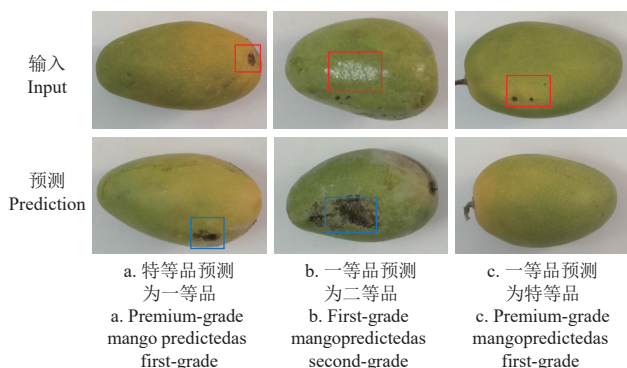 输入
Input
预测
Prediction
a. 特等品预测
为一等品
a. Premium-grade
mango predictedas
first-grade
b. 一等品预测
为二等品
b. First-grade
mangopredictedas
second-grade
c. 一等品预测
为特等品
c. Premium-grade
mangopredictedas
first-grade